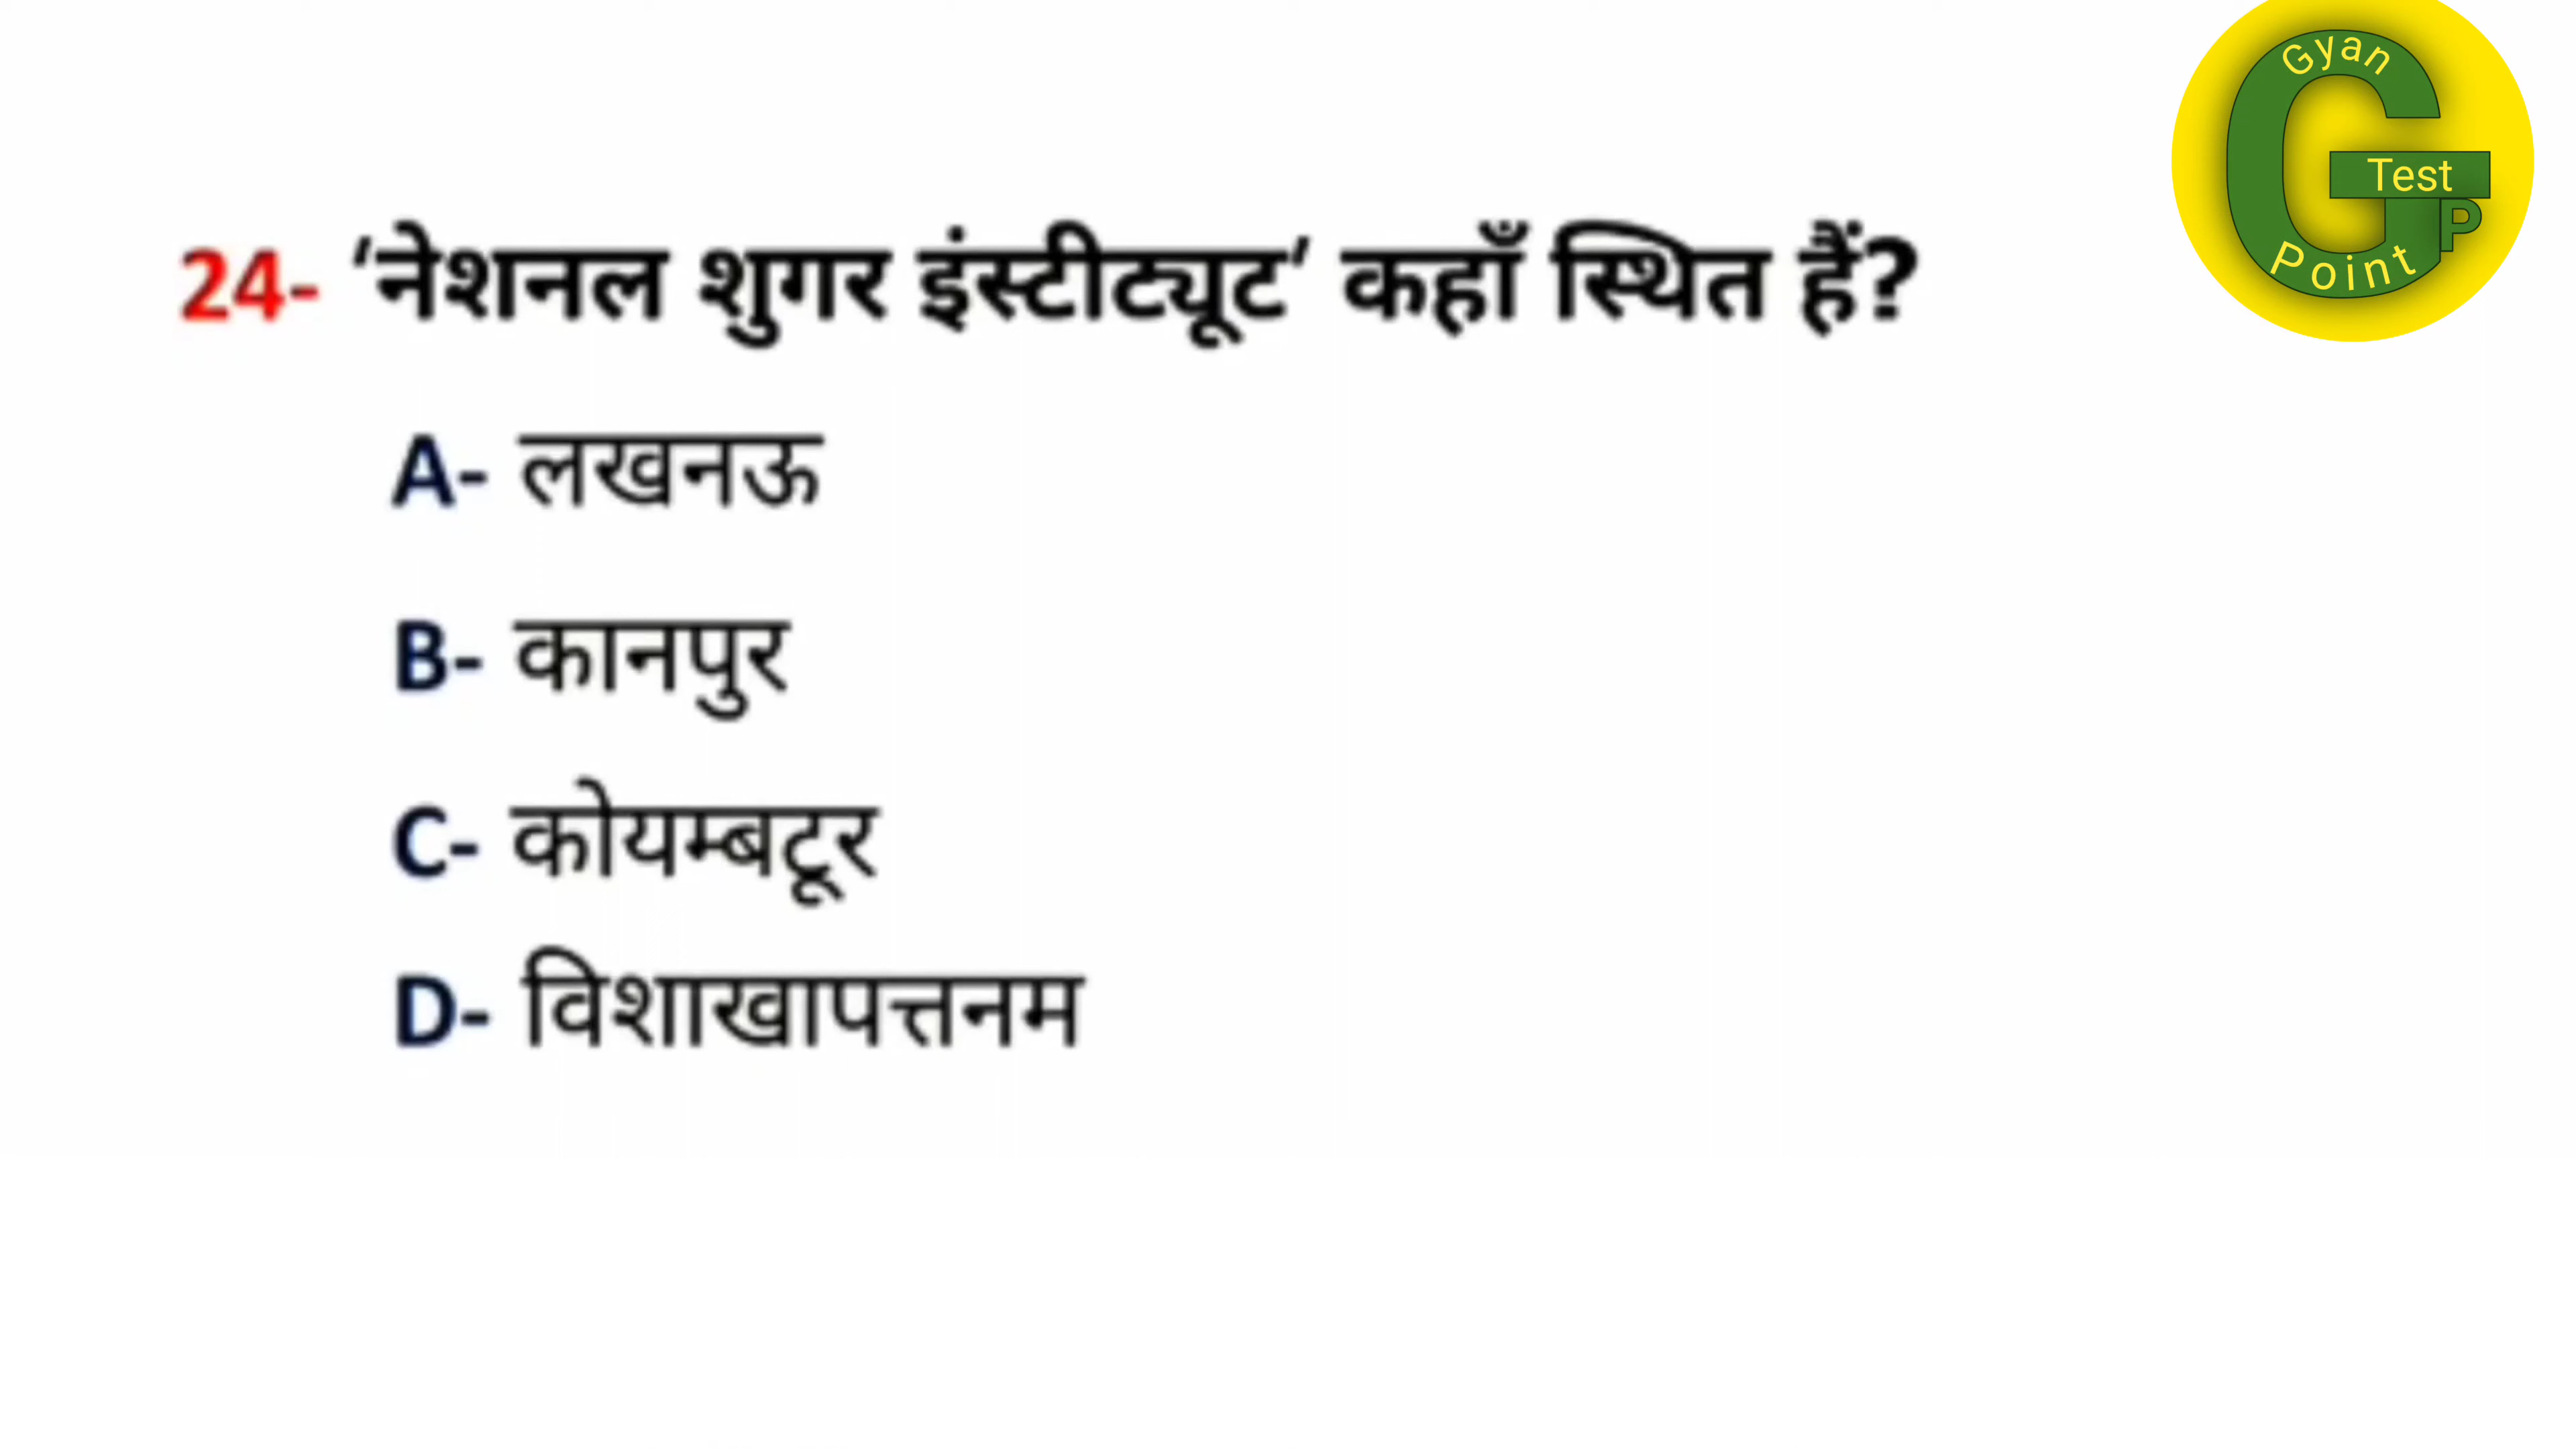 Gyan
Test
P
Point
24- ‘नेशनल शुगर इंस्टीट्यूट’ कहाँ स्थित हैं?
A- लखनऊ
B- कानपुर
C- कोयम्बटूर
D- विशाखापत्तनम